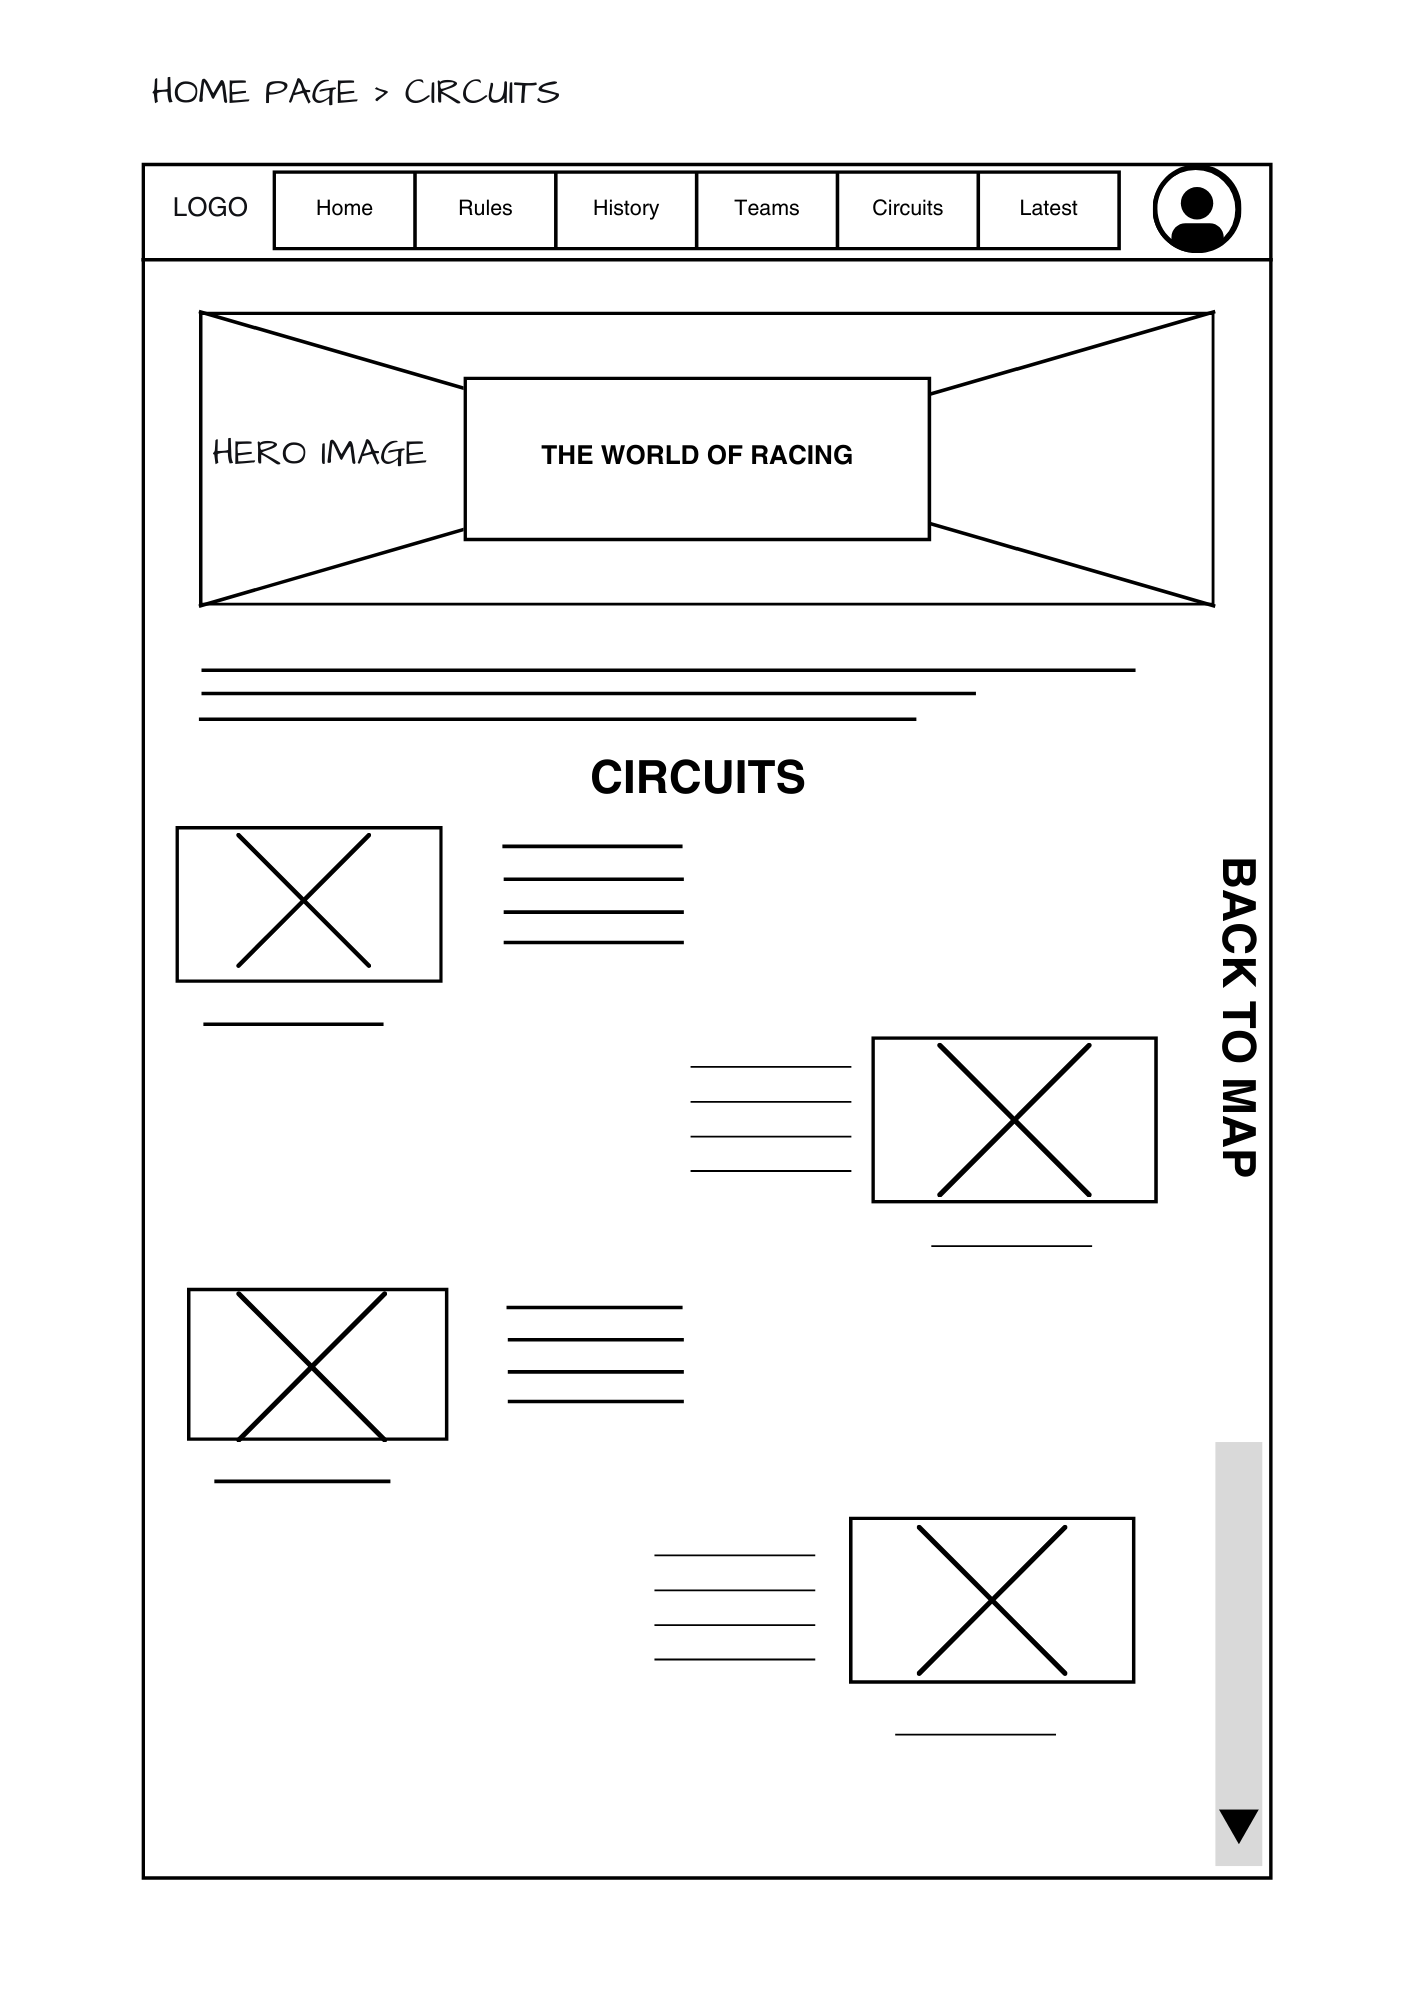 HOME PAGE > CIRCUITS
LOGO
Home
Rules
History
Teams
Circuits
Latest
HERO IMAGE
THE WORLD OF RACING
CIRCUITS
BACK TO MAP